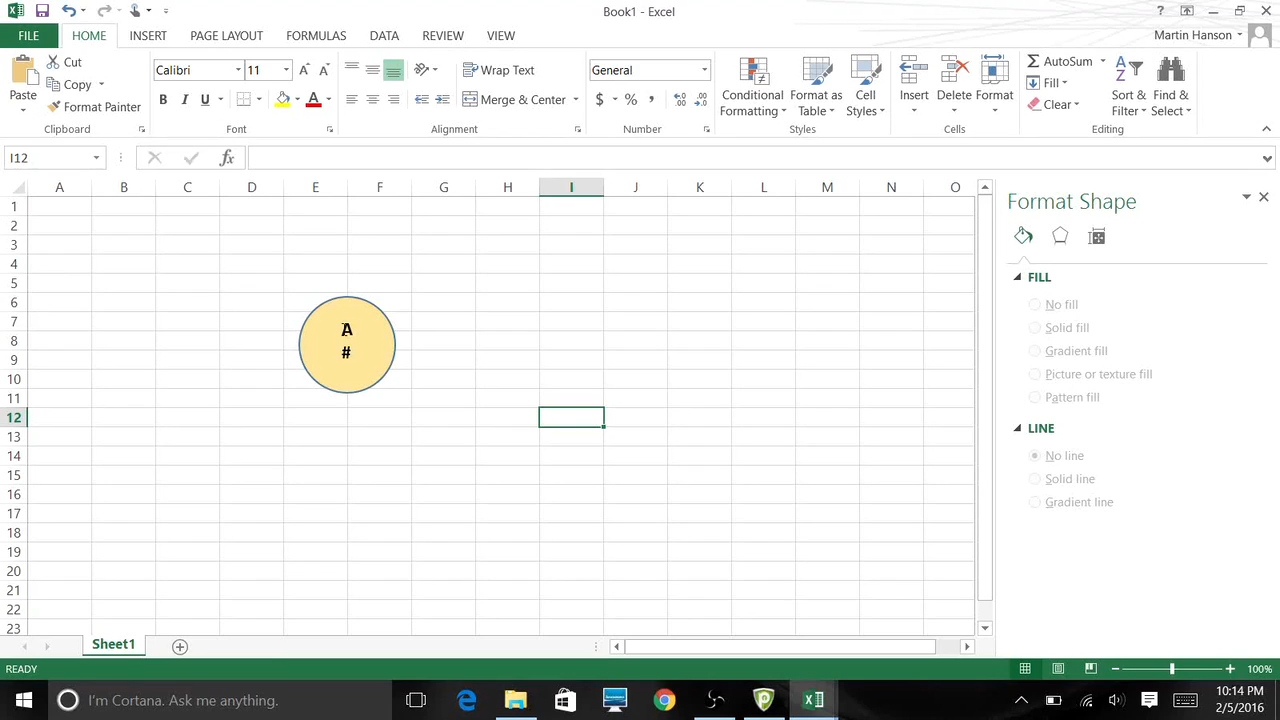 Book1 - Excel
?
FILE
HOME
INSERT
PAGE LAYOUT
FORMULAS
DATA
REVIEW
VIEW
Martin Hanson
Paste
Cut
Copy
Format Painter
Clipboard
Calibri
11
A
A
B
I
U
A
Font
Wrap Text
Merge & Center
Alignment
General
$
%
,
Number
Conditional
Formatting
Format as
Table
Cell
Styles
Styles
Insert
Delete
Format
Cells
AutoSum
Fill
Clear
Sort &
Filter
Find &
Select
Editing
I12
fx
A B C D E F G H I J K L M N O
1
2
3
4
5
6
7
8
9
10
11
12
13
14
15
16
17
18
19
20
21
22
23
A
#
Format Shape
FILL
No fill
Solid fill
Gradient fill
Picture or texture fill
Pattern fill
LINE
No line
Solid line
Gradient line
Sheet1
READY
100%
I'm Cortana. Ask me anything.
10:14 PM
2/5/2016